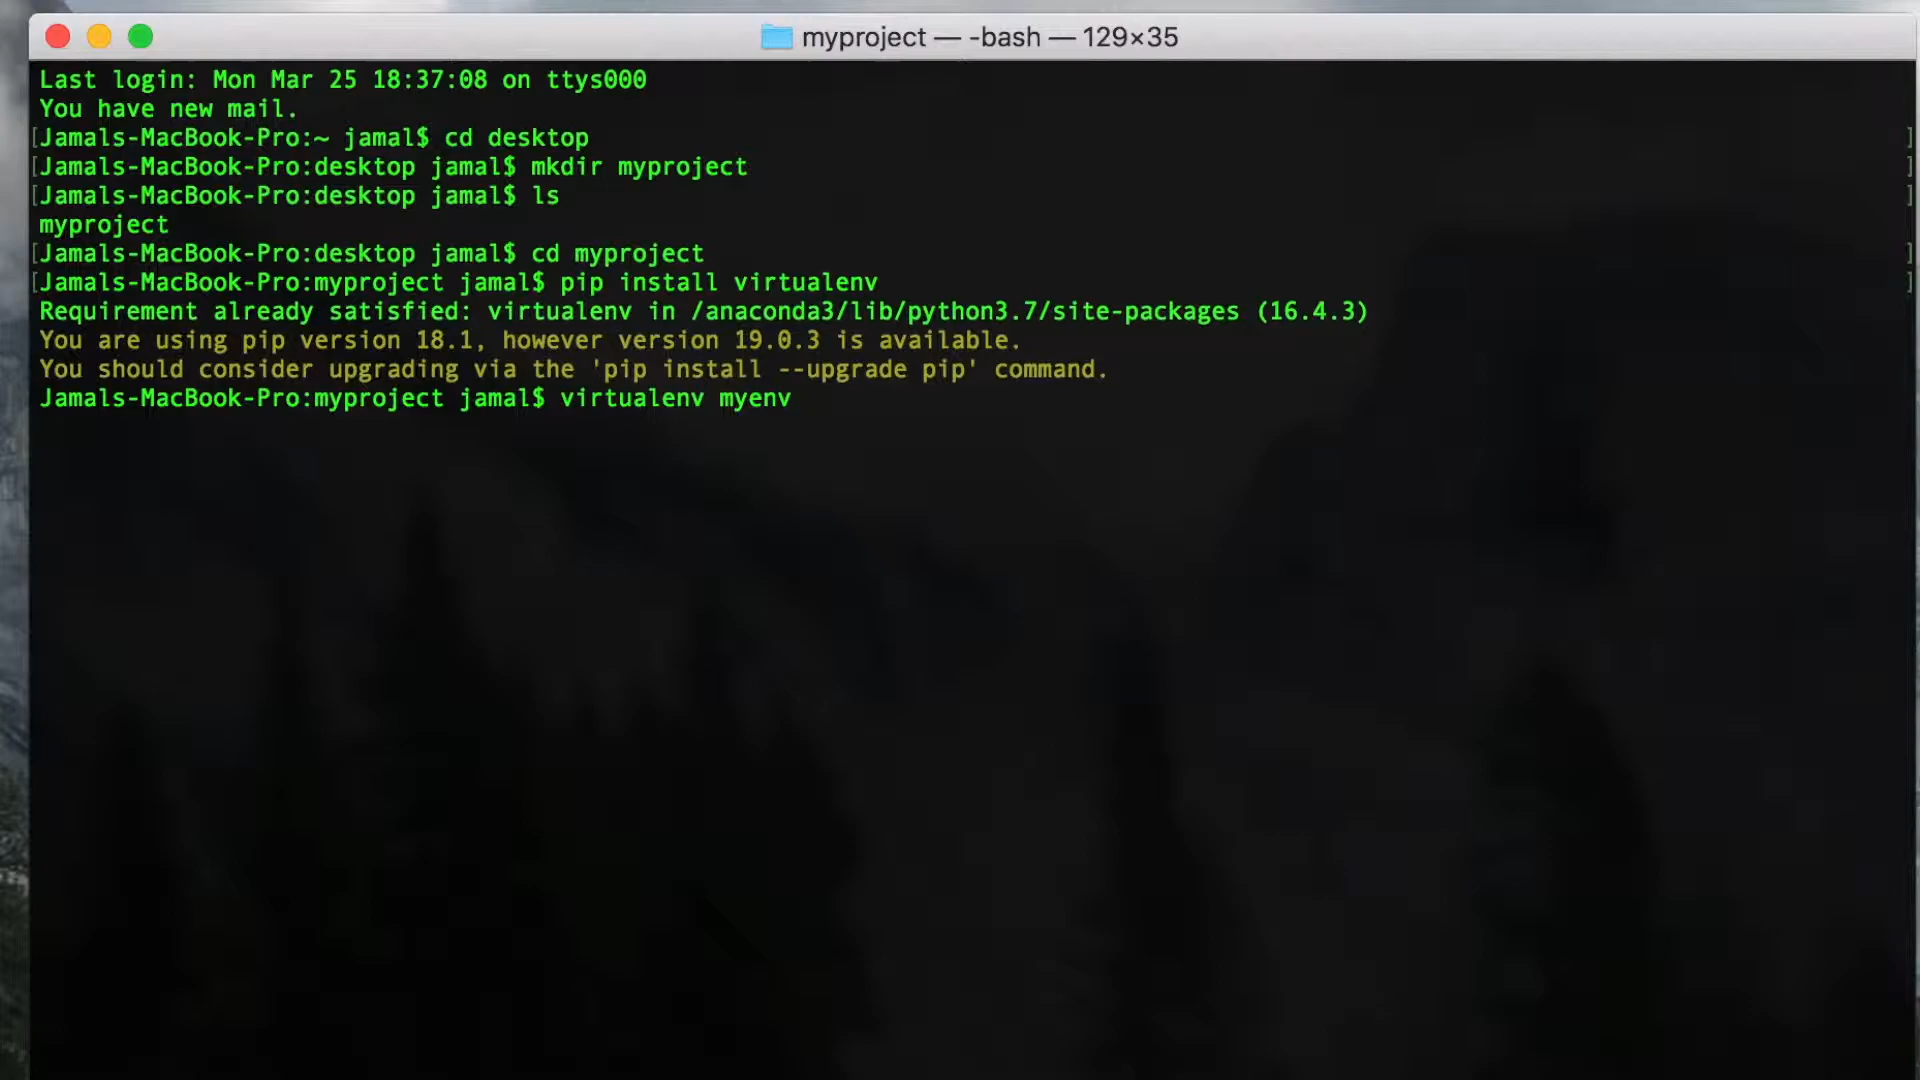 myproject — -bash — 129×35
Last login: Mon Mar 25 18:37:08 on ttys000
You have new mail.
[Jamals-MacBook-Pro:~ jamal$ cd desktop ]
[Jamals-MacBook-Pro:desktop jamal$ mkdir myproject ]
[Jamals-MacBook-Pro:desktop jamal$ ls ]
myproject
[Jamals-MacBook-Pro:desktop jamal$ cd myproject ]
[Jamals-MacBook-Pro:myproject jamal$ pip install virtualenv ]
Requirement already satisfied: virtualenv in /anaconda3/lib/python3.7/site-packages (16.4.3)
You are using pip version 18.1, however version 19.0.3 is available.
You should consider upgrading via the 'pip install --upgrade pip' command.
Jamals-MacBook-Pro:myproject jamal$ virtualenv myenv